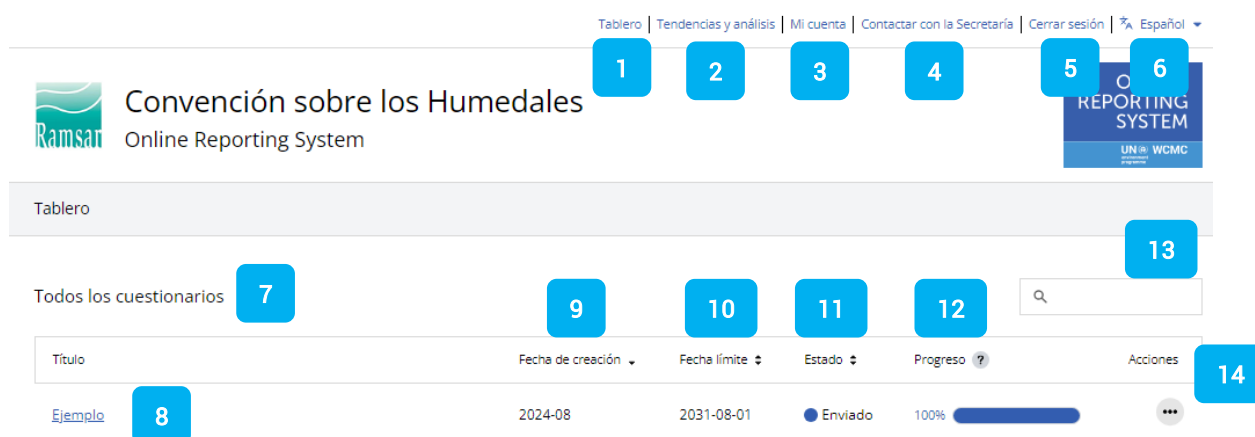 Tablero | Tendencias y análisis | Mi cuenta | Contactar con la Secretaría | Cerrar sesión | Español
1 2 3 4 5 6
Ramsar
Convención sobre los Humedales
Online Reporting System
REPORTING
SYSTEM
UN WCMC
environment
programme
Tablero
13
Todos los cuestionarios 7
9 10 11 12
Título Fecha de creación Fecha límite Estado Progreso ? Acciones
14
Ejemplo 8 2024-08 2031-08-01 Enviado 100% •••